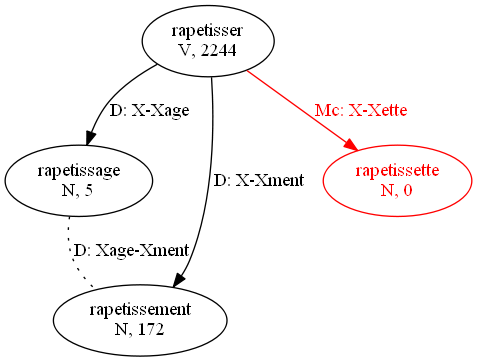 rapetisser
V, 2244
D: X-Xage
Mc: X-Xette
rapetissage
N, 5
D: X-Xment
rapetissette
N, 0
D: Xage-Xment
rapetissement
N, 172